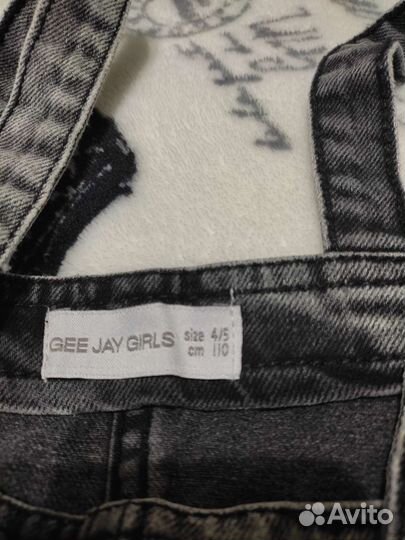 GEE JAY GIRLS size 4/5
cm 110
Avito